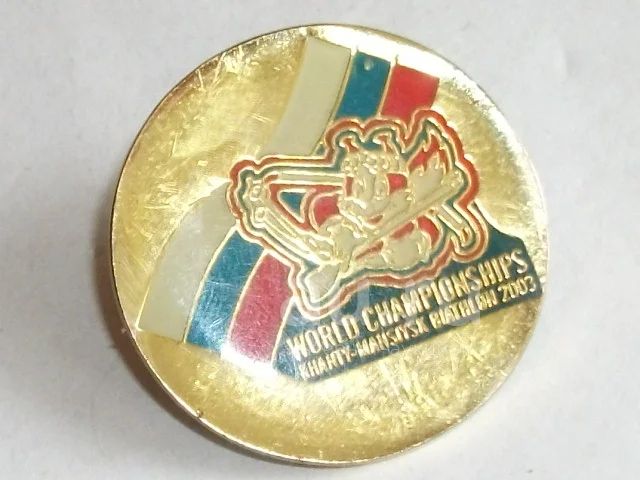 WORLD CHAMPIONSHIPS
KHANTY-MANSIYSK BIATHLON 2003